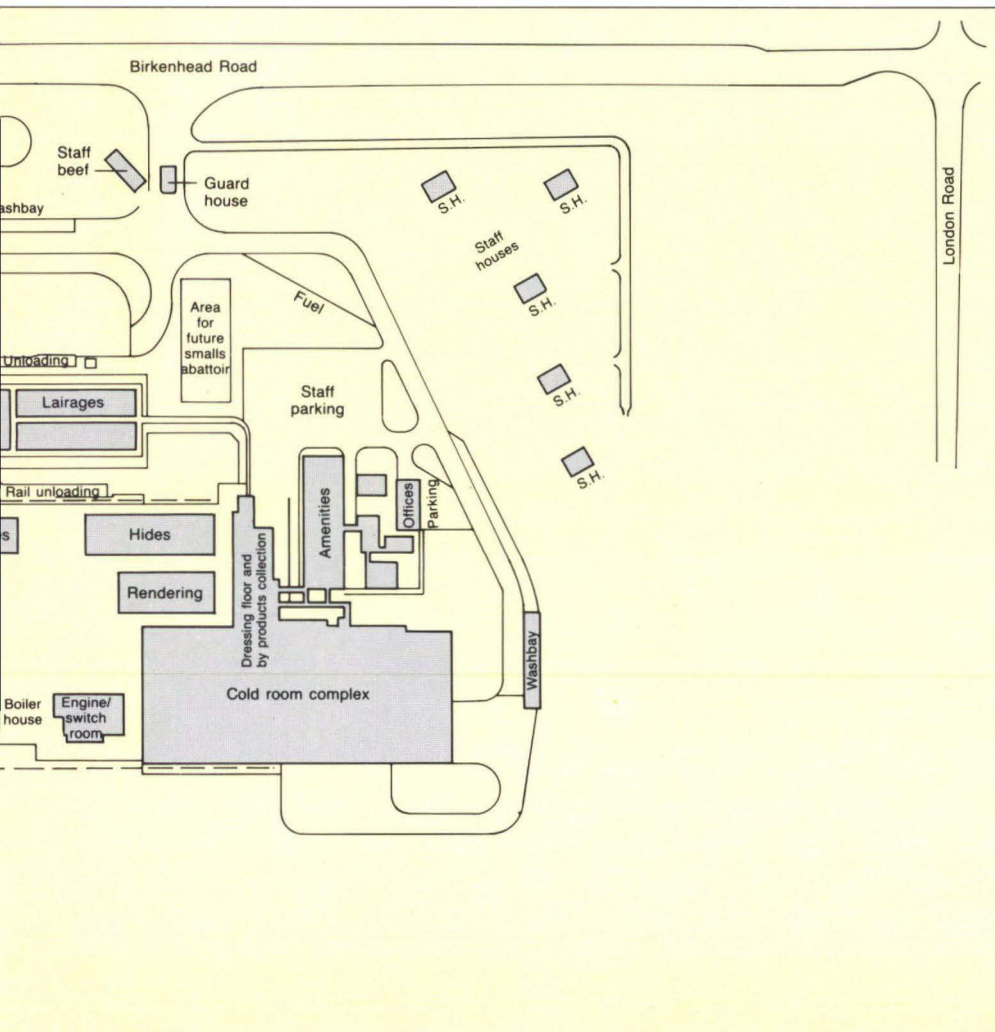 Birkenhead Road
Staff
beef
Guard
house
ashbay
London Road
S.H.
S.H.
Staff
houses
S.H.
S.H.
S.H.
Area
for
future
smalls
abattoir
Fuel
Unloading
Staff
parking
Lairages
Rail unloading
es
Hides
Rendering
Dressing floor and
by products collection
Amenities
Offices
Parking
Washbay
Cold room complex
Boiler
house
Engine/
switch
room